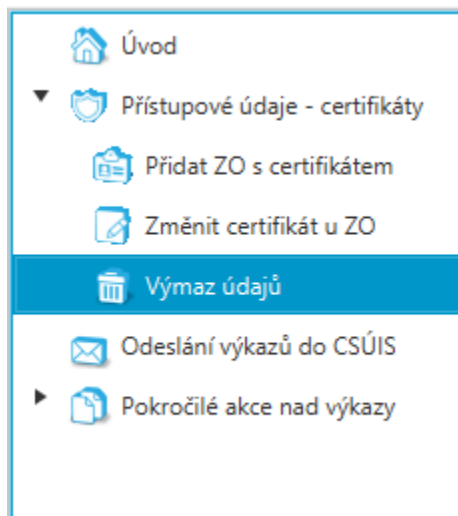 Úvod
Přístupové údaje - certifikáty
Přidat ZO s certifikátem
Změnit certifikát u ZO
Výmaz údajů
Odeslání výkazů do CSÚIS
Pokročilé akce nad výkazy